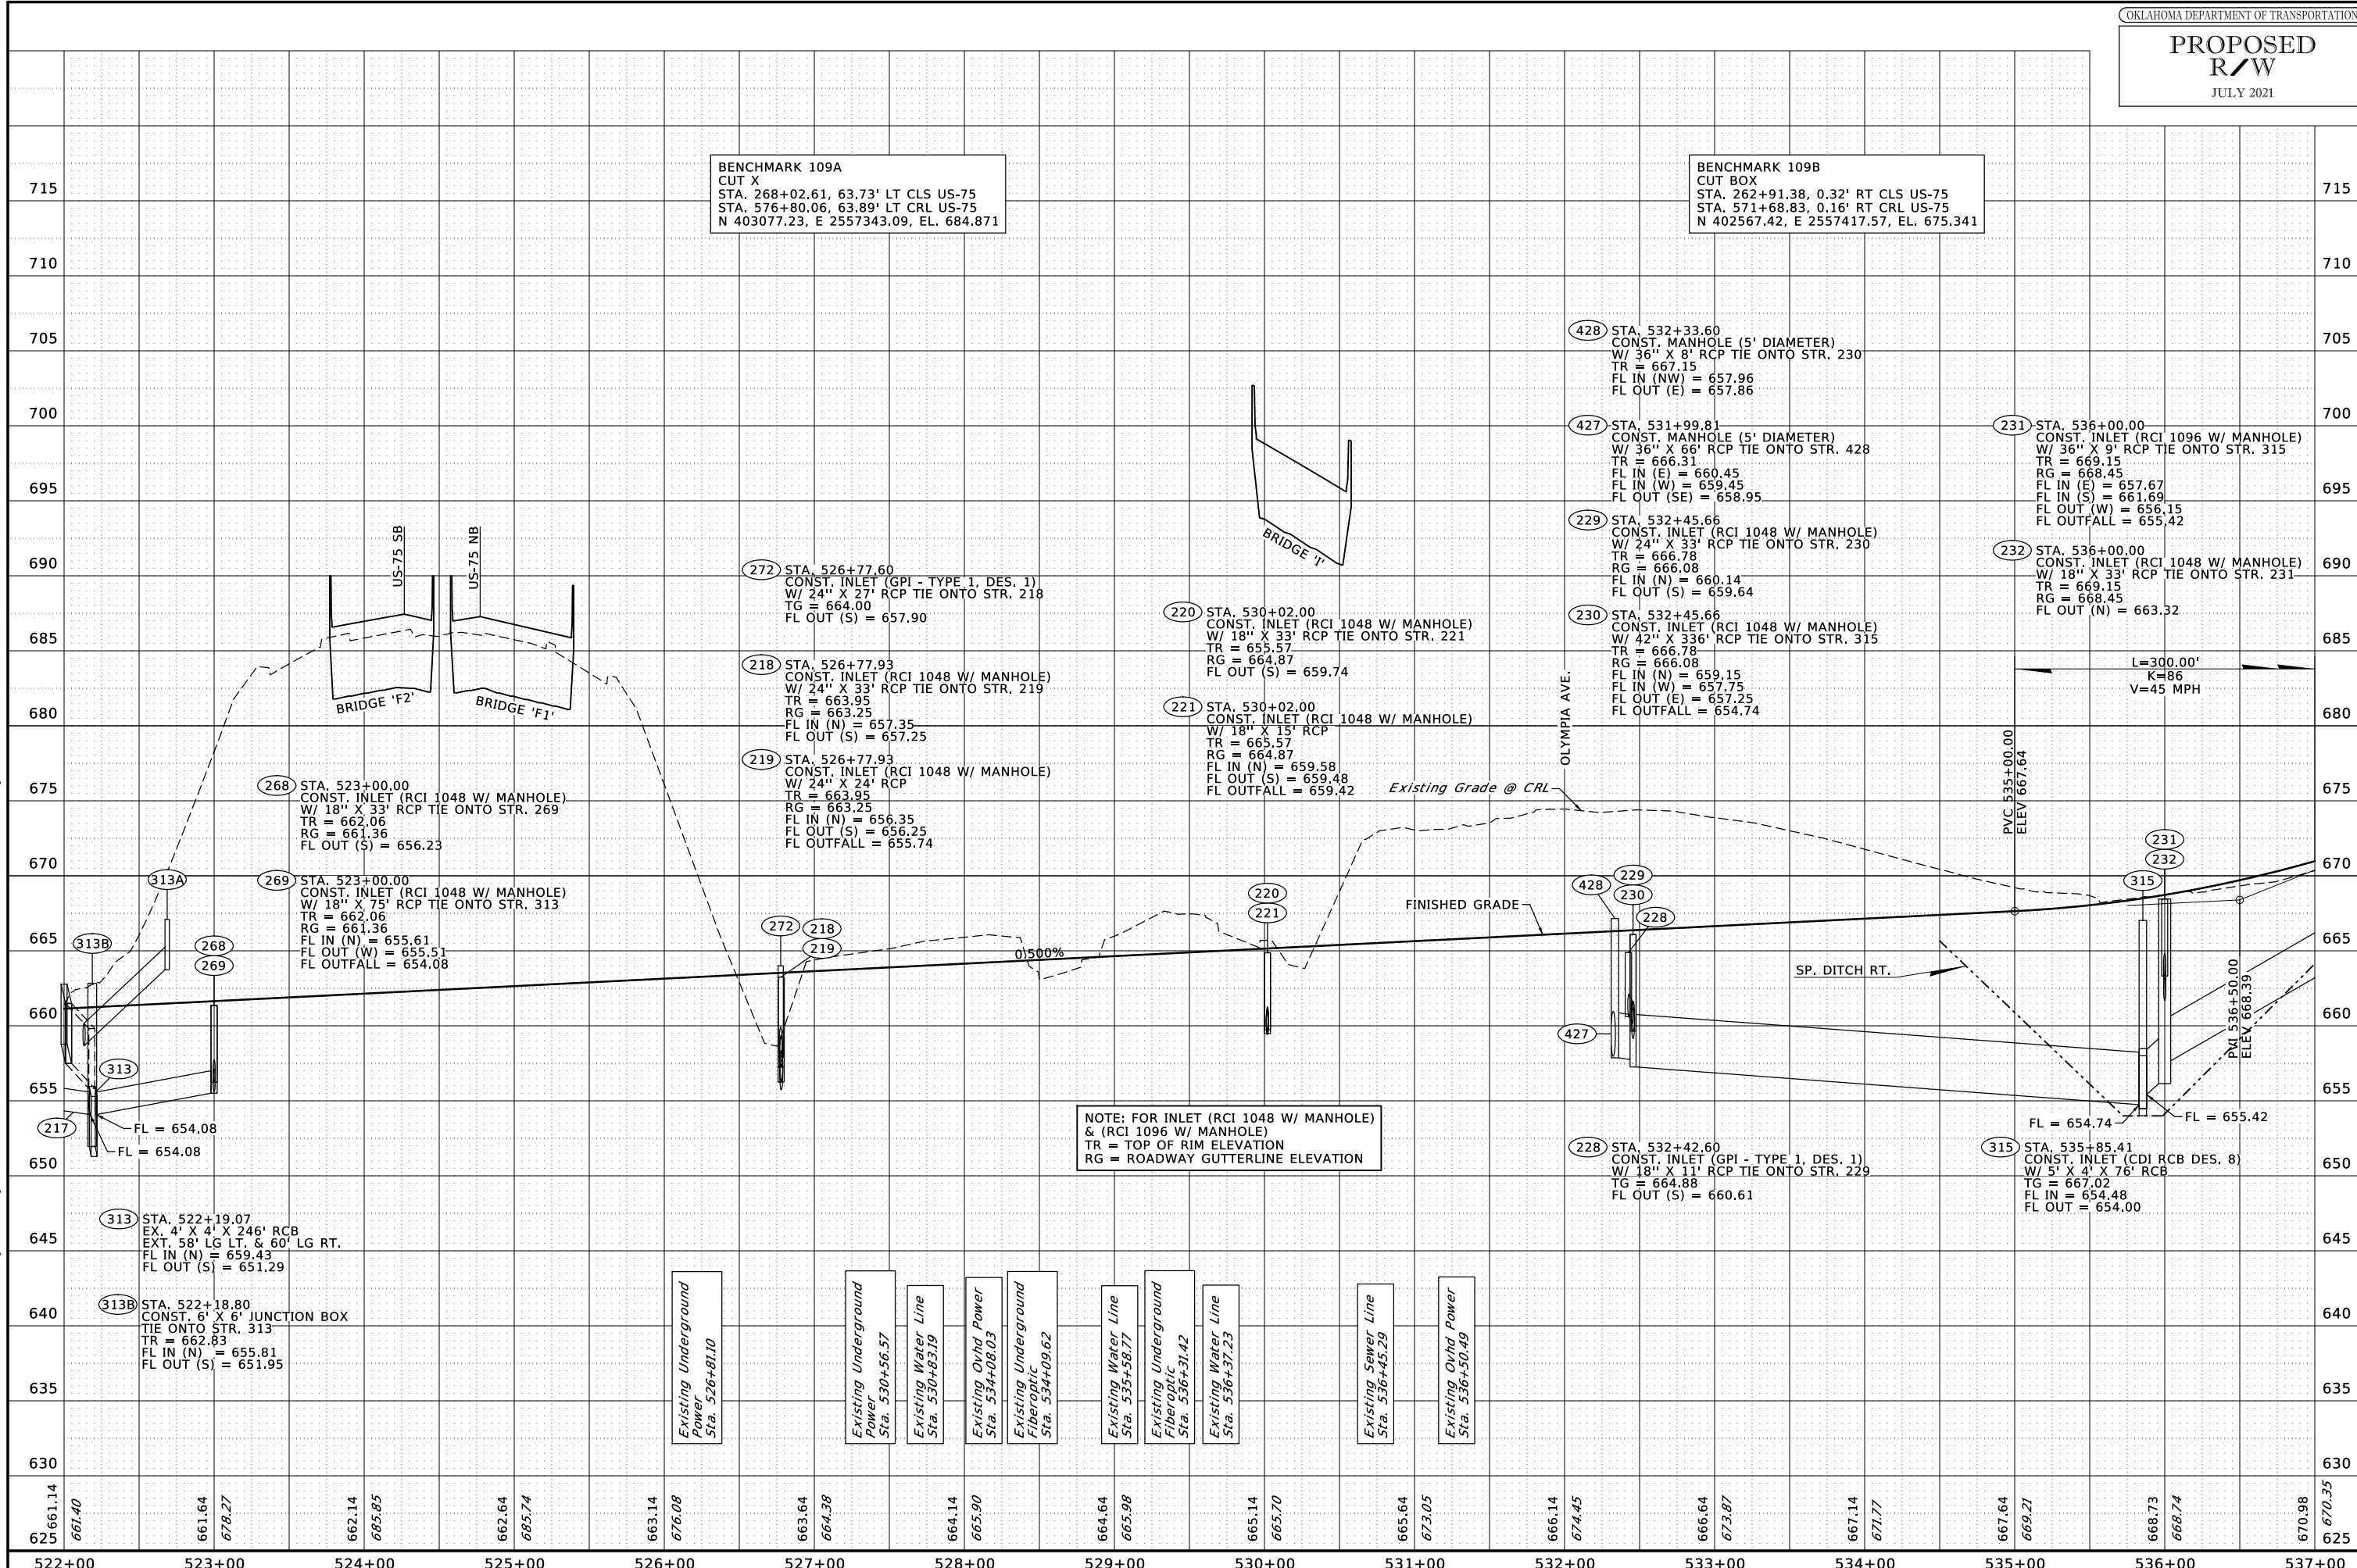 OKLAHOMA DEPARTMENT OF TRANSPORTATION
PROPOSED
R/W
JULY 2021
BENCHMARK 109A
CUT X
STA. 268+02.61, 63.73' LT CLS US-75
STA. 576+80.06, 63.89' LT CRL US-75
N 403077.23, E 2557343.09, EL. 684.871
BENCHMARK 109B
CUT BOX
STA. 262+91.38, 0.32' RT CLS US-75
STA. 571+68.83, 0.16' RT CRL US-75
N 402567.42, E 2557417.57, EL. 675.341
715
710
705
700
695
690
685
680
675
670
665
660
655
650
645
640
635
630
625
715
710
705
700
695
690
685
680
675
670
665
660
655
650
645
640
635
630
625
US-75 SB
US-75 NB
BRIDGE 'F2'
BRIDGE 'F1'
BRIDGE 'I'
268 STA. 523+00.00
CONST. INLET (RCI 1048 W/ MANHOLE)
W/ 18" X 33' RCP TIE ONTO STR. 269
TR = 662.06
RG = 661.36
FL OUT (S) = 656.23
269 STA. 523+00.00
CONST. INLET (RCI 1048 W/ MANHOLE)
W/ 18" X 75' RCP TIE ONTO STR. 313
TR = 662.06
RG = 661.36
FL IN (N) = 655.61
FL OUT (W) = 655.51
FL OUTFALL = 654.08
272 STA. 526+77.60
CONST. INLET (GPI - TYPE 1, DES. 1)
W/ 24" X 27' RCP TIE ONTO STR. 218
TG = 664.00
FL OUT (S) = 657.90
218 STA. 526+77.93
CONST. INLET (RCI 1048 W/ MANHOLE)
W/ 24" X 33' RCP TIE ONTO STR. 219
TR = 663.95
RG = 663.25
FL IN (N) = 657.35
FL OUT (S) = 657.25
219 STA. 526+77.93
CONST. INLET (RCI 1048 W/ MANHOLE)
W/ 24" X 24' RCP
TR = 663.95
RG = 663.25
FL IN (N) = 656.35
FL OUT (S) = 656.25
FL OUTFALL = 655.74
220 STA. 530+02.00
CONST. INLET (RCI 1048 W/ MANHOLE)
W/ 18" X 33' RCP TIE ONTO STR. 221
TR = 655.57
RG = 664.87
FL OUT (S) = 659.74
221 STA. 530+02.00
CONST. INLET (RCI 1048 W/ MANHOLE)
W/ 18" X 15' RCP
TR = 665.57
RG = 664.87
FL IN (N) = 659.58
FL OUT (S) = 659.48
FL OUTFALL = 659.42
428 STA. 532+33.60
CONST. MANHOLE (5' DIAMETER)
W/ 36" X 8' RCP TIE ONTO STR. 230
TR = 667.15
FL IN (NW) = 657.96
FL OUT (E) = 657.86
427 STA. 531+99.81
CONST. MANHOLE (5' DIAMETER)
W/ 36" X 66' RCP TIE ONTO STR. 428
TR = 666.31
FL IN (E) = 660.45
FL IN (W) = 659.45
FL OUT (SE) = 658.95
229 STA. 532+45.66
CONST. INLET (RCI 1048 W/ MANHOLE)
W/ 24" X 33' RCP TIE ONTO STR. 230
TR = 666.78
RG = 666.08
FL IN (N) = 660.14
FL OUT (S) = 659.64
230 STA. 532+45.66
CONST. INLET (RCI 1048 W/ MANHOLE)
W/ 42" X 336' RCP TIE ONTO STR. 315
TR = 666.78
RG = 666.08
FL IN (N) = 659.15
FL IN (W) = 657.75
FL OUT (E) = 657.25
FL OUTFALL = 654.74
231 STA. 536+00.00
CONST. INLET (RCI 1096 W/ MANHOLE)
W/ 36" X 9' RCP TIE ONTO STR. 315
TR = 669.15
RG = 668.45
FL IN (E) = 657.67
FL IN (S) = 661.69
FL OUT (W) = 656.15
FL OUTFALL = 655.42
232 STA. 536+00.00
CONST. INLET (RCI 1048 W/ MANHOLE)
W/ 18" X 33' RCP TIE ONTO STR. 231
TR = 669.15
RG = 668.45
FL OUT (N) = 663.32
L=300.00'
K=86
V=45 MPH
OLYMPIA AVE.
PVC 535+00.00
ELEV 667.64
PVI 536+50.00
ELEV 668.39
Existing Grade @ CRL
FINISHED GRADE
0.500%
SP. DITCH RT.
313A
313B
268
269
313
217
FL = 654.08
FL = 654.08
272
218
219
220
221
428
229
230
228
427
231
232
315
FL = 654.74
FL = 655.42
NOTE: FOR INLET (RCI 1048 W/ MANHOLE)
& (RCI 1096 W/ MANHOLE)
TR = TOP OF RIM ELEVATION
RG = ROADWAY GUTTERLINE ELEVATION
228 STA. 532+42.60
CONST. INLET (GPI - TYPE 1, DES. 1)
W/ 18" X 11' RCP TIE ONTO STR. 229
TG = 664.88
FL OUT (S) = 660.61
315 STA. 535+85.41
CONST. INLET (CDI RCB DES. 8)
W/ 5' X 4' X 76' RCB
TG = 667.02
FL IN = 654.48
FL OUT = 654.00
313 STA. 522+19.07
EX. 4' X 4' X 246' RCB
EXT. 58' LG LT. & 60' LG RT.
FL IN (N) = 659.43
FL OUT (S) = 651.29
313B STA. 522+18.80
CONST. 6' X 6' JUNCTION BOX
TIE ONTO STR. 313
TR = 662.83
FL IN (N) = 655.81
FL OUT (S) = 651.95
Existing Underground
Power
Sta. 526+81.10
Existing Underground
Power
Sta. 530+56.57
Existing Water Line
Sta. 530+83.19
Existing Ovhd Power
Sta. 534+08.03
Existing Underground
Fiberoptic
Sta. 534+09.62
Existing Water Line
Sta. 535+58.77
Existing Underground
Fiberoptic
Sta. 536+31.42
Existing Water Line
Sta. 536+37.23
Existing Sewer Line
Sta. 536+45.29
Existing Ovhd Power
Sta. 536+50.49
661.14
661.40
661.64
678.27
662.14
685.85
662.64
685.74
663.14
676.08
663.64
664.38
664.14
665.90
664.64
665.98
665.14
665.70
665.64
673.05
666.14
674.45
666.64
673.87
667.14
671.77
667.64
669.21
668.73
668.74
670.98
670.35
522+00
523+00
524+00
525+00
526+00
527+00
528+00
529+00
530+00
531+00
532+00
533+00
534+00
535+00
536+00
537+00